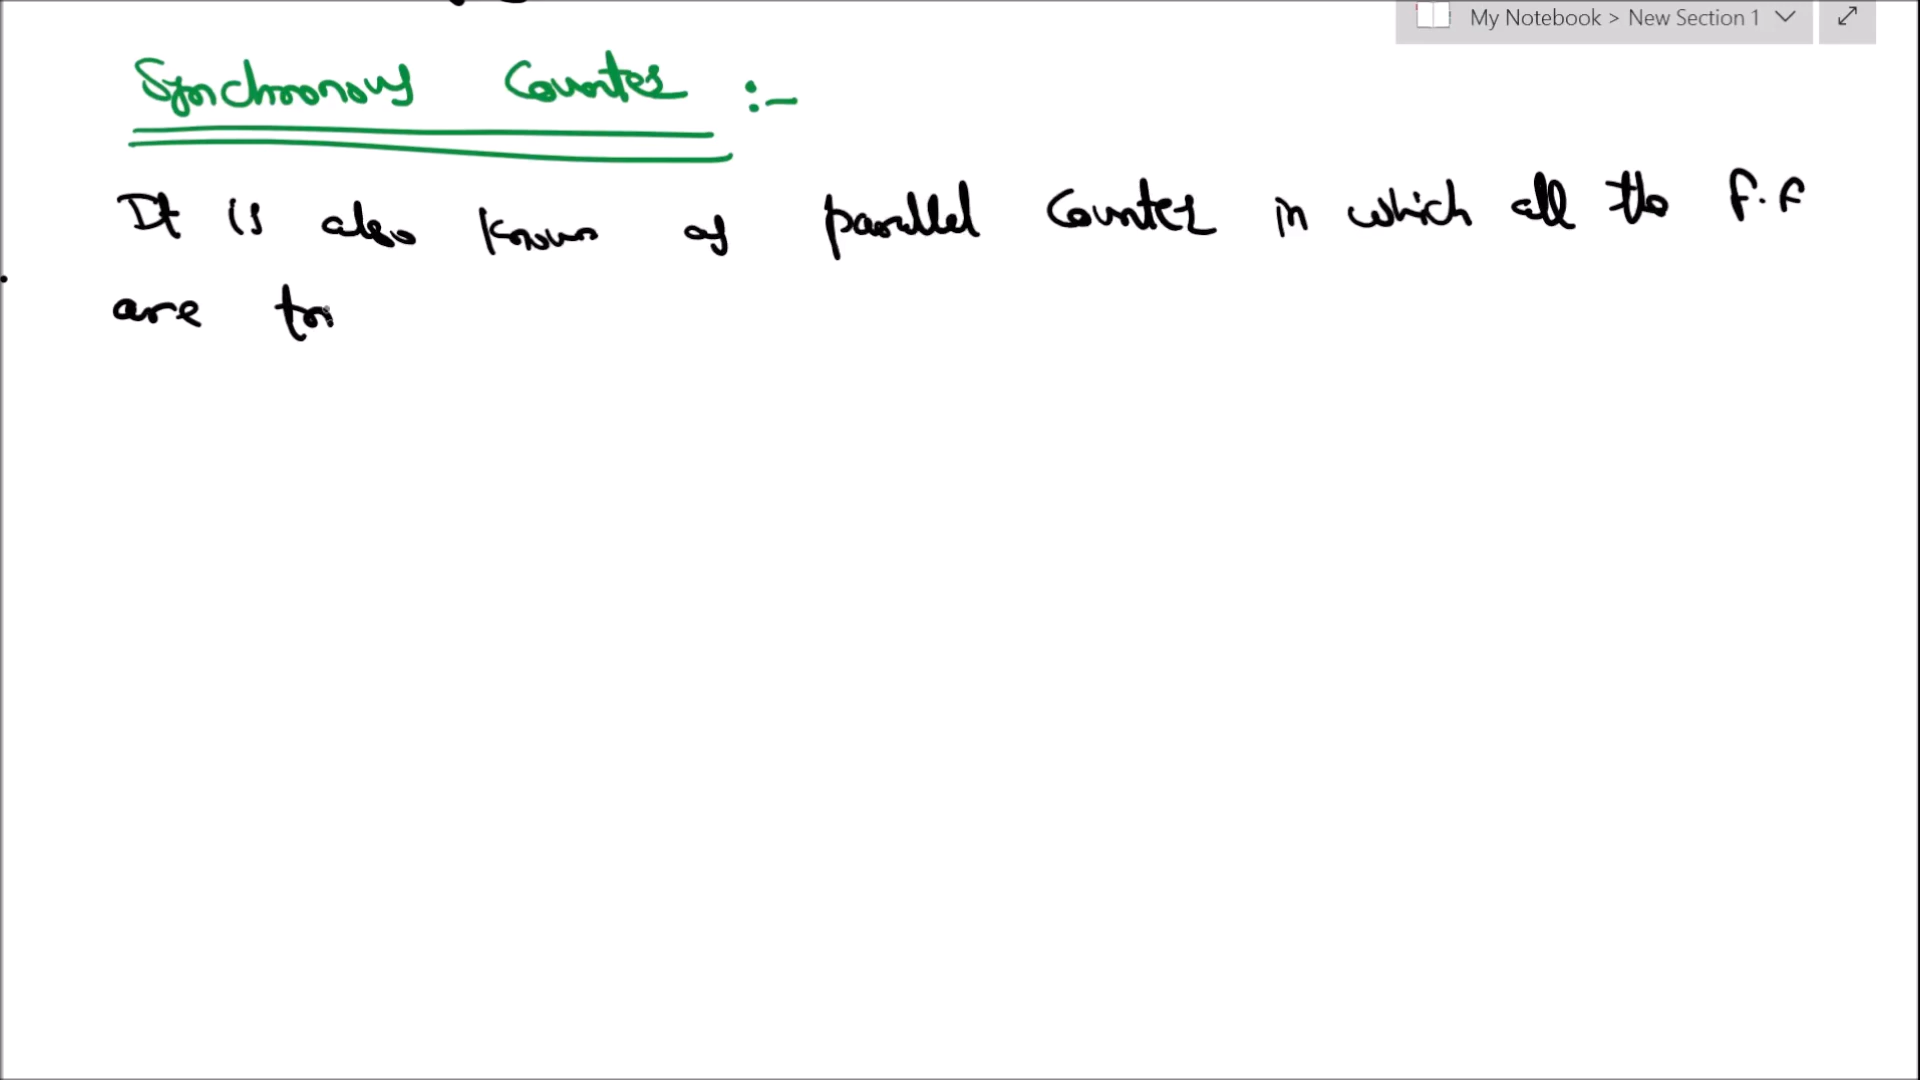 My Notebook > New Section 1
Synchronous Counter :-
It is also known as parallel Counter in which all the F.F
are tri